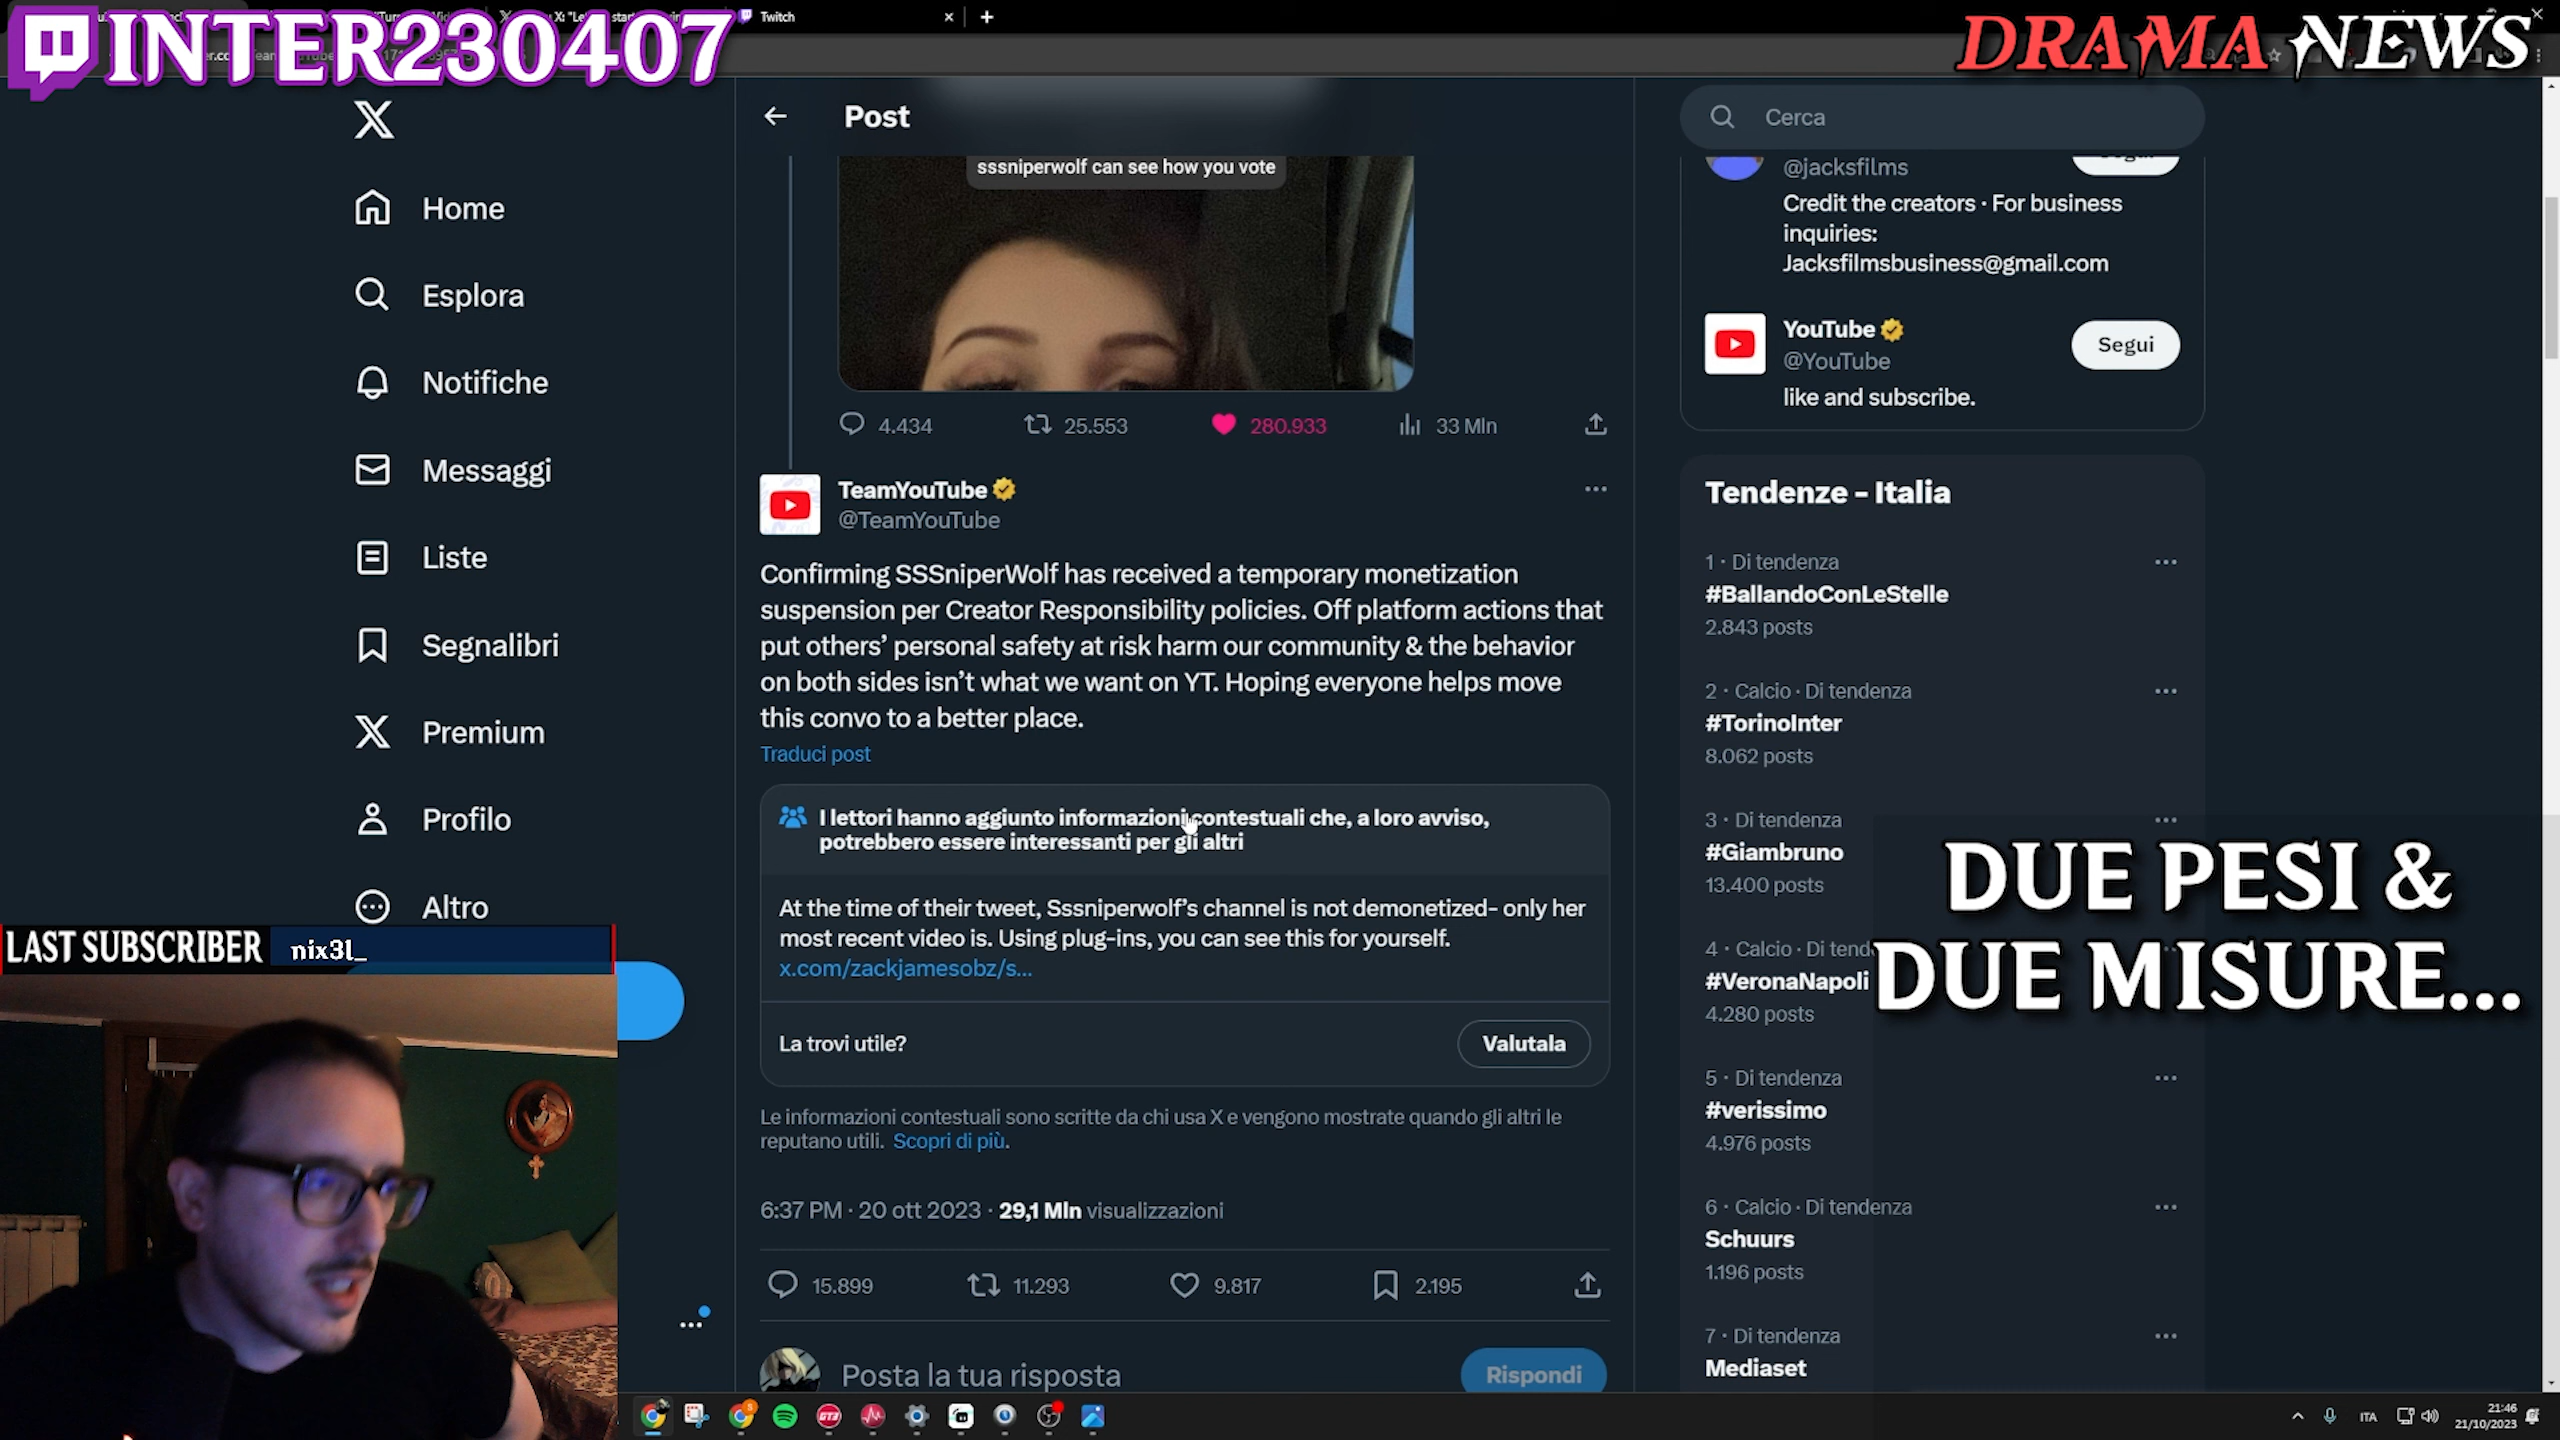 Twitch
INTER230407
DRAMA NEWS
Post
Cerca
Home
Esplora
Notifiche
Messaggi
Liste
Segnalibri
Premium
Profilo
Altro
LAST SUBSCRIBER nix3l_
sssniperwolf can see how you vote
4.434 25.553 280.933 33 Mln
TeamYouTube
@TeamYouTube
Confirming SSSniperWolf has received a temporary monetization
suspension per Creator Responsibility policies. Off platform actions that
put others’ personal safety at risk harm our community & the behavior
on both sides isn’t what we want on YT. Hoping everyone helps move
this convo to a better place.
Traduci post
I lettori hanno aggiunto informazioni contestuali che, a loro avviso,
potrebbero essere interessanti per gli altri
At the time of their tweet, Sssniperwolf’s channel is not demonetized- only her
most recent video is. Using plug-ins, you can see this for yourself.
x.com/zackjamesobz/s...
La trovi utile?
Valutala
Le informazioni contestuali sono scritte da chi usa X e vengono mostrate quando gli altri le
reputano utili. Scopri di più.
6:37 PM · 20 ott 2023 · 29,1 Mln visualizzazioni
15.899 11.293 9.817 2.195
Posta la tua risposta
Rispondi
@jacksfilms
Credit the creators · For business
inquiries:
Jacksfilmsbusiness@gmail.com
YouTube
@YouTube
Segui
like and subscribe.
Tendenze – Italia
1 · Di tendenza
#BallandoConLeStelle
2.843 posts
2 · Calcio · Di tendenza
#TorinoInter
8.062 posts
3 · Di tendenza
#Giambruno
13.400 posts
4 · Calcio · Di tend
#VeronaNapoli
4.280 posts
5 · Di tendenza
#verissimo
4.976 posts
6 · Calcio · Di tendenza
Schuurs
1.196 posts
7 · Di tendenza
Mediaset
DUE PESI &
DUE MISURE...
ITA
21:46
21/10/2023